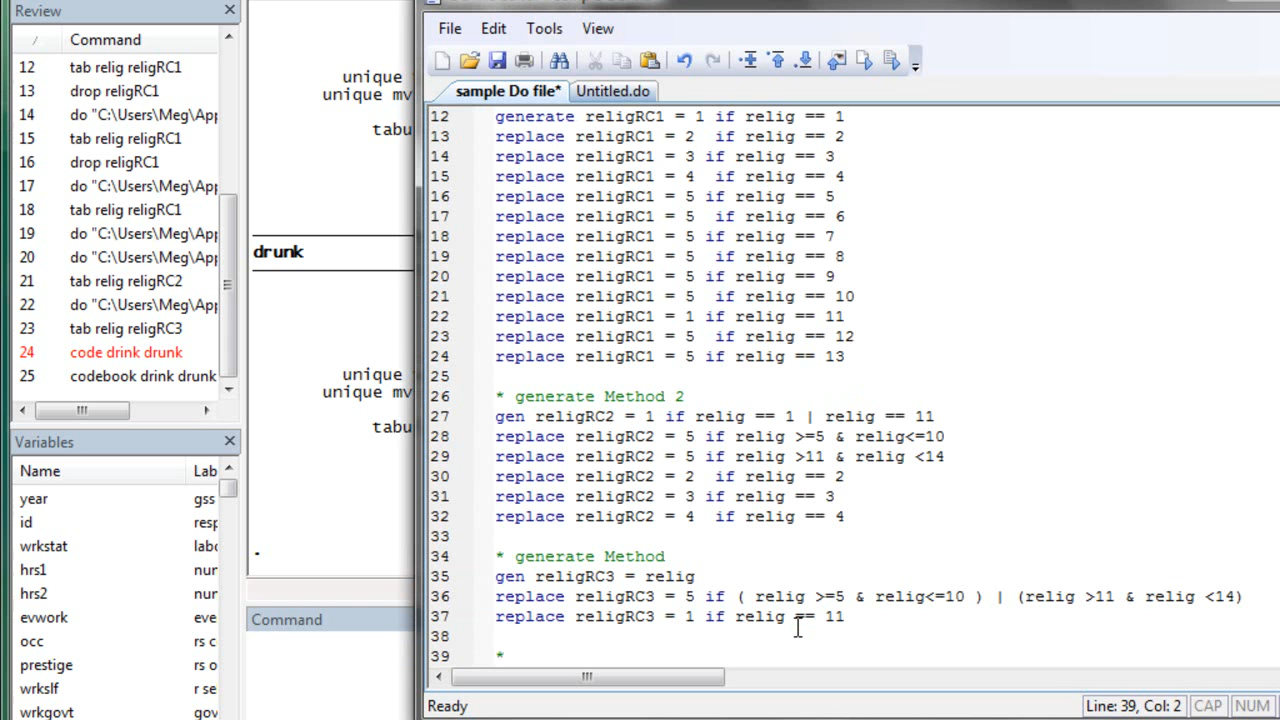 Review
/ Command
12 tab relig religRC1
13 drop religRC1
14 do "C:\Users\Meg\App
15 tab relig religRC1
16 drop religRC1
17 do "C:\Users\Meg\App
18 tab relig religRC1
19 do "C:\Users\Meg\App
20 do "C:\Users\Meg\App
21 tab relig religRC2
22 do "C:\Users\Meg\App
23 tab relig religRC3
24 code drink drunk
25 codebook drink drunk
Variables
Name Lab
year gss
id resp
wrkstat labo
hrs1 nur
hrs2 nur
evwork eve
occ rs c
prestige rs o
wrkslf r se
wrkgovt gov
unique
unique mv
tabu
drunk
unique
unique mv
tabu
.
Command
File Edit Tools View
sample Do file* Untitled.do
12 generate religRC1 = 1 if relig == 1
13 replace religRC1 = 2  if relig == 2
14 replace religRC1 = 3 if relig == 3
15 replace religRC1 = 4  if relig == 4
16 replace religRC1 = 5 if relig == 5
17 replace religRC1 = 5  if relig == 6
18 replace religRC1 = 5 if relig == 7
19 replace religRC1 = 5  if relig == 8
20 replace religRC1 = 5 if relig == 9
21 replace religRC1 = 5  if relig == 10
22 replace religRC1 = 1 if relig == 11
23 replace religRC1 = 5  if relig == 12
24 replace religRC1 = 5 if relig == 13
25
26 * generate Method 2
27 gen religRC2 = 1 if relig == 1 | relig == 11
28 replace religRC2 = 5 if relig >=5 & relig<=10
29 replace religRC2 = 5 if relig >11 & relig <14
30 replace religRC2 = 2  if relig == 2
31 replace religRC2 = 3 if relig == 3
32 replace religRC2 = 4  if relig == 4
33
34 * generate Method
35 gen religRC3 = relig
36 replace religRC3 = 5 if ( relig >=5 & relig<=10 ) | (relig >11 & relig <14)
37 replace religRC3 = 1 if relig == 11
38
39 *
Ready Line: 39, Col: 2 CAP NUM